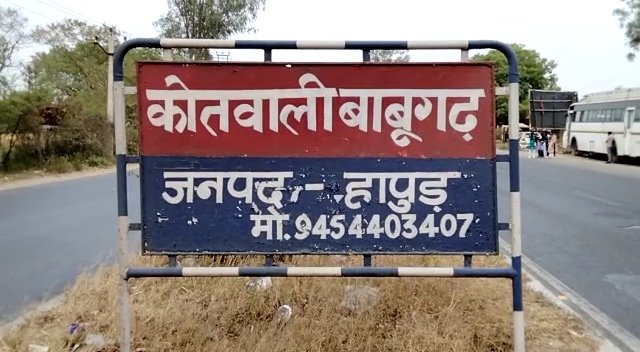 कोतवाली बाबूगढ़
जनपद:- हापुड़
मो. 9454403407